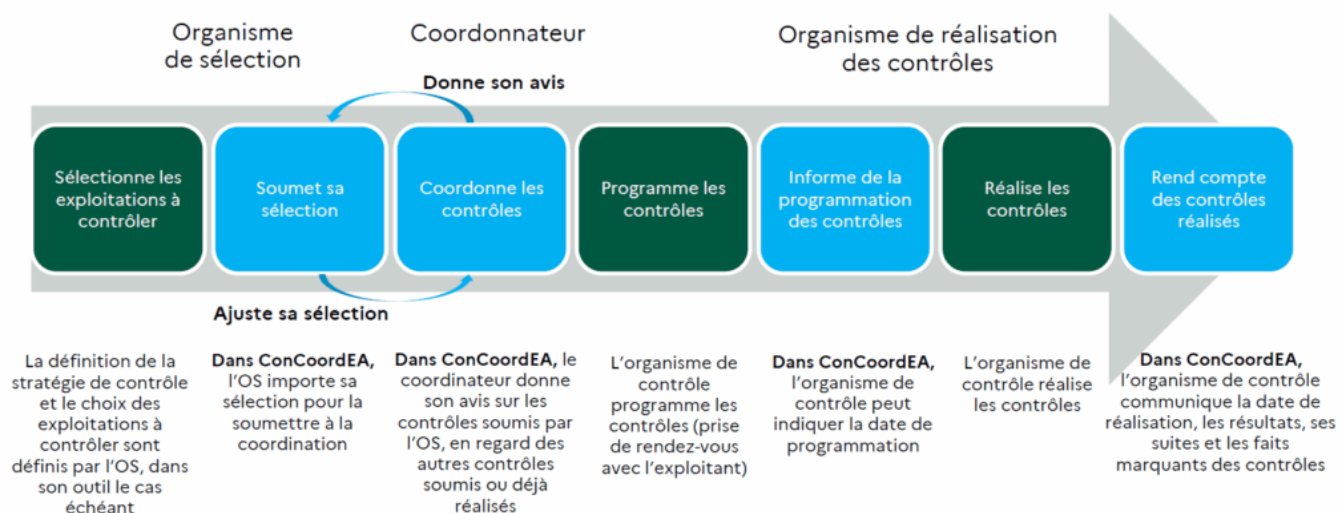 Organisme
de sélection
Coordonnateur
Organisme de réalisation
des contrôles
Donne son avis
Sélectionne les
exploitations à
contrôler
Soumet sa
sélection
Coordonne les
contrôles
Programme les
contrôles
Informe de la
programmation
des contrôles
Réalise les
contrôles
Rend compte
des contrôles
réalisés
Ajuste sa sélection
La définition de la
stratégie de contrôle
et le choix des
exploitations à
contrôler sont
définis par l'OS, dans
son outil le cas
échéant
Dans ConCoordEA,
l'OS importe sa
sélection pour la
soumettre à la
coordination
Dans ConCoordEA, le
coordinateur donne
son avis sur les
contrôles soumis par
l'OS, en regard des
autres contrôles
soumis ou déjà
réalisés
L'organisme de
contrôle
programme les
contrôles (prise
de rendez-vous
avec l'exploitant)
Dans ConCoordEA,
l'organisme de
contrôle peut
indiquer la date de
programmation
L'organisme de
contrôle réalise
les contrôles
Dans ConCoordEA,
l'organisme de contrôle
communique la date de
réalisation, les résultats, ses
suites et les faits
marquants des contrôles